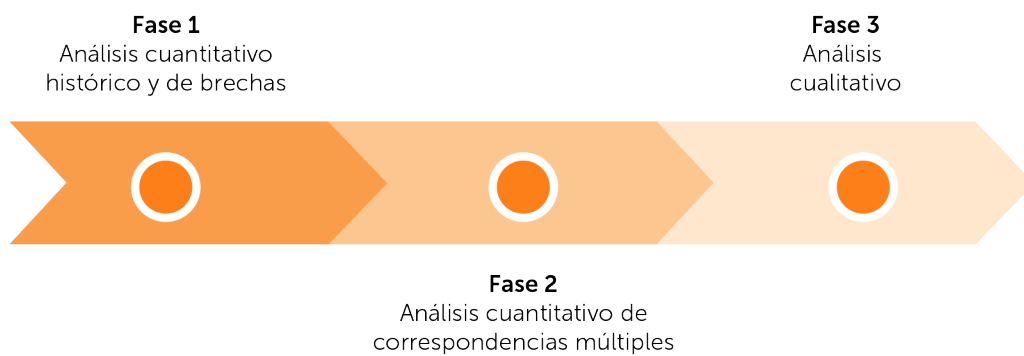 Fase 1
Análisis cuantitativo
histórico y de brechas
Fase 2
Análisis cuantitativo de
correspondencias múltiples
Fase 3
Análisis
cualitativo